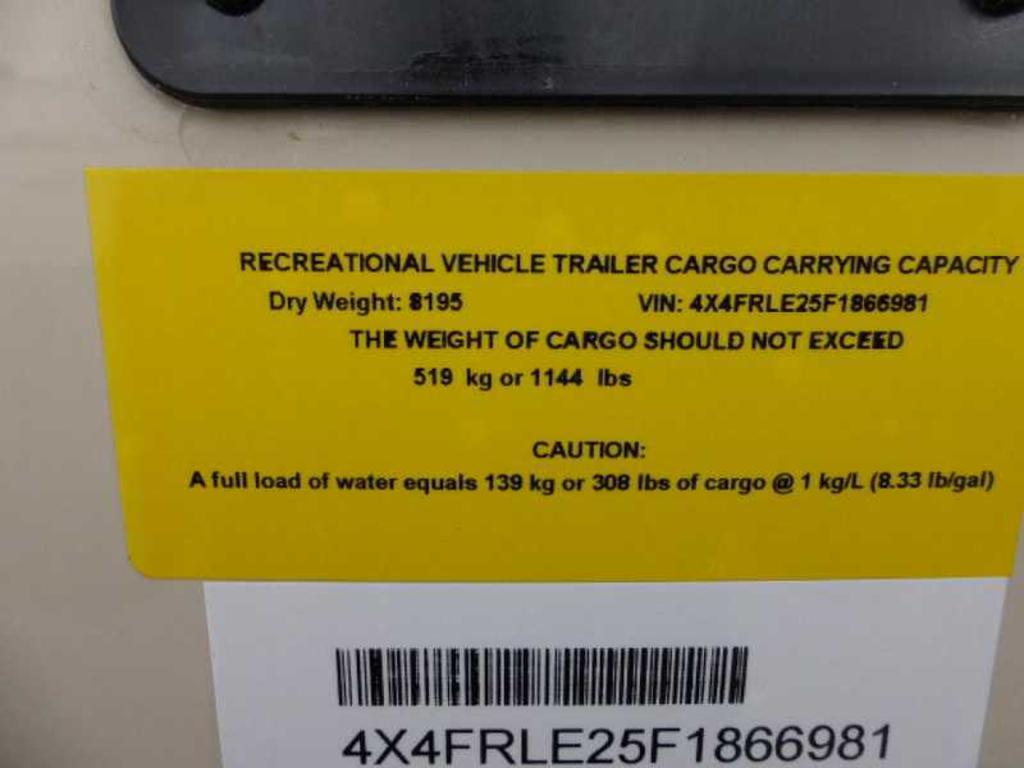 RECREATIONAL VEHICLE TRAILER CARGO CARRYING CAPACITY
Dry Weight: 8195 VIN: 4X4FRLE25F1866981
THE WEIGHT OF CARGO SHOULD NOT EXCEED
519 kg or 1144 lbs
CAUTION:
A full load of water equals 139 kg or 308 lbs of cargo @ 1 kg/L (8.33 lb/gal)
4X4FRLE25F1866981